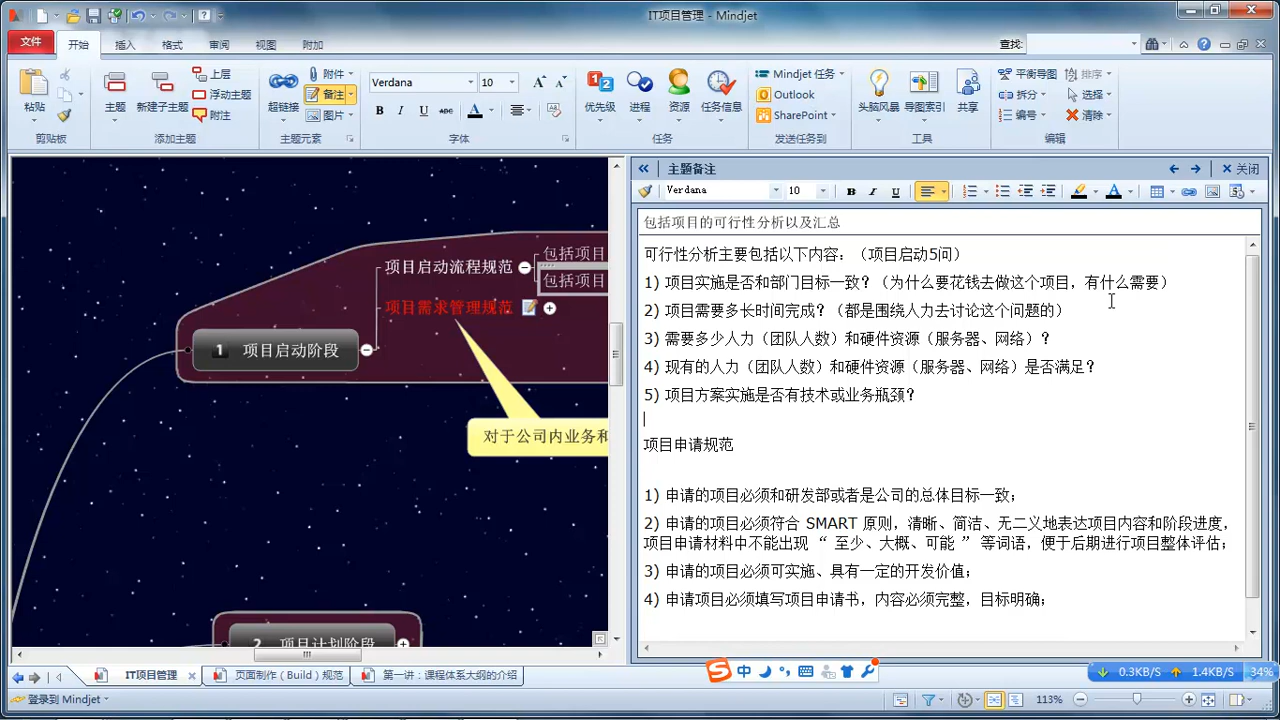 IT项目管理 - Mindjet
文件 开始 插入 格式 审阅 视图 附加 查找:
粘贴 主题 新建子主题 上层 浮动主题 附注 超链接 附件 备注 图片 Verdana 10 优先级 进程 资源 任务信息 Mindjet 任务 Outlook SharePoint 头脑风暴 导图索引 共享 平衡导图 拆分 编号 排序 选择 清除
剪贴板 添加主题 主题元素 字体 任务 发送任务到 工具 编辑
主题备注 关闭
Verdana 10
包括项目的可行性分析以及汇总
可行性分析主要包括以下内容：（项目启动5问）
1) 项目实施是否和部门目标一致？（为什么要花钱去做这个项目，有什么需要）
2) 项目需要多长时间完成？（都是围绕人力去讨论这个问题的）
3) 需要多少人力（团队人数）和硬件资源（服务器、网络）？
4) 现有的人力（团队人数）和硬件资源（服务器、网络）是否满足？
5) 项目方案实施是否有技术或业务瓶颈？
项目申请规范
1) 申请的项目必须和研发部或者是公司的总体目标一致；
2) 申请的项目必须符合 SMART 原则，清晰、简洁、无二义地表达项目内容和阶段进度，
项目申请材料中不能出现 “ 至少、大概、可能 ” 等词语，便于后期进行项目整体评估；
3) 申请的项目必须可实施、具有一定的开发价值；
4) 申请项目必须填写项目申请书，内容必须完整，目标明确；
包括项目
项目启动流程规范
包括项目
项目需求管理规范
1 项目启动阶段
对于公司内业务和
2 项目计划阶段
IT项目管理 页面制作（Build）规范 第一讲：课程体系大纲的介绍
中 0.3KB/S 1.4KB/S 34%
登录到 Mindjet 113%